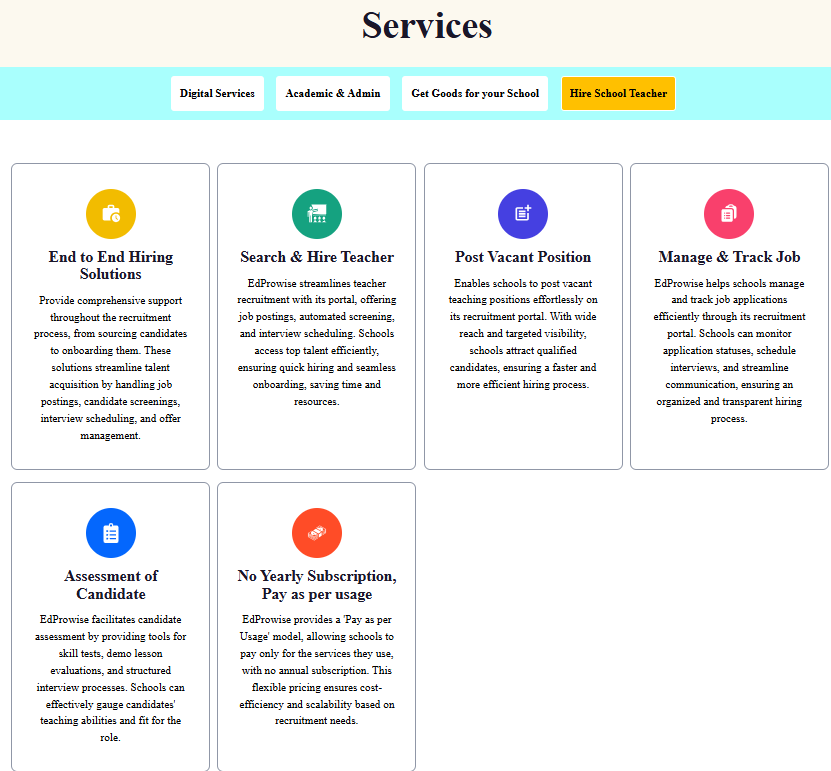 Services
Digital Services
Academic & Admin
Get Goods for your School
Hire School Teacher
End to End Hiring
Solutions
Provide comprehensive support
throughout the recruitment
process, from sourcing candidates
to onboarding them. These
solutions streamline talent
acquisition by handling job
postings, candidate screenings,
interview scheduling, and offer
management.
Search & Hire Teacher
EdProwise streamlines teacher
recruitment with its portal, offering
job postings, automated screening,
and interview scheduling. Schools
access top talent efficiently,
ensuring quick hiring and seamless
onboarding, saving time and
resources.
Post Vacant Position
Enables schools to post vacant
teaching positions effortlessly on
its recruitment portal. With wide
reach and targeted visibility,
schools attract qualified
candidates, ensuring a faster and
more efficient hiring process.
Manage & Track Job
EdProwise helps schools manage
and track job applications
efficiently through its recruitment
portal. Schools can monitor
application statuses, schedule
interviews, and streamline
communication, ensuring an
organized and transparent hiring
process.
Assessment of
Candidate
EdProwise facilitates candidate
assessment by providing tools for
skill tests, demo lesson
evaluations, and structured
interview processes. Schools can
effectively gauge candidates'
teaching abilities and fit for the
role.
No Yearly Subscription,
Pay as per usage
EdProwise provides a 'Pay as per
Usage' model, allowing schools to
pay only for the services they use,
with no annual subscription. This
flexible pricing ensures cost-
efficiency and scalability based on
recruitment needs.